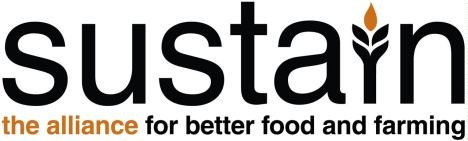 sustain
the alliance for better food and farming